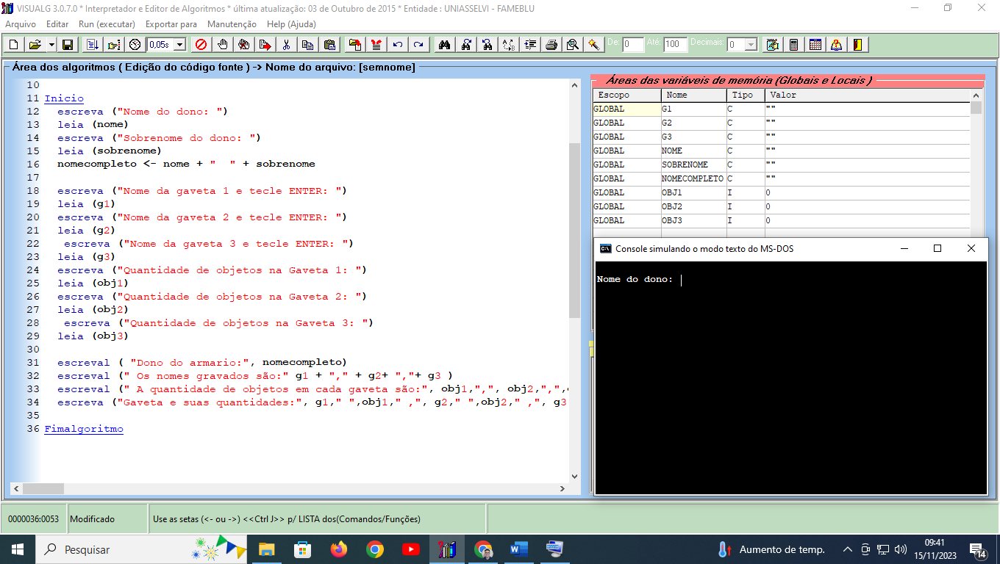 VISUALG 3.0.7.0 * Interpretador e Editor de Algoritmos * última atualização: 03 de Outubro de 2015 * Entidade : UNIASSELVI - FAMEBLU
Arquivo Editar Run (executar) Exportar para Manutenção Help (Ajuda)
0,05s De: 0 Até: 100 Decimais: 0
Área dos algoritmos ( Edição do código fonte ) -> Nome do arquivo: [semnome]
10
11 Inicio
12 escreva ("Nome do dono: ")
13 leia (nome)
14 escreva ("Sobrenome do dono: ")
15 leia (sobrenome)
16 nomecompleto <- nome + "  " + sobrenome
17
18 escreva ("Nome da gaveta 1 e tecle ENTER: ")
19 leia (g1)
20 escreva ("Nome da gaveta 2 e tecle ENTER: ")
21 leia (g2)
22 escreva ("Nome da gaveta 3 e tecle ENTER: ")
23 leia (g3)
24 escreva ("Quantidade de objetos na Gaveta 1: ")
25 leia (obj1)
26 escreva ("Quantidade de objetos na Gaveta 2: ")
27 leia (obj2)
28 escreva ("Quantidade de objetos na Gaveta 3: ")
29 leia (obj3)
30
31 escreval ( "Dono do armario:", nomecompleto)
32 escreval (" Os nomes gravados são:" g1 + "," + g2+ ","+ g3 )
33 escreval (" A quantidade de objetos em cada gaveta são:", obj1,",", obj2,",",
34 escreva ("Gaveta e suas quantidades:", g1," ",obj1," ,", g2," ",obj2," ,", g3
35
36 Fimalgoritmo
Áreas das variáveis de memória (Globais e Locais )
Escopo Nome Tipo Valor
GLOBAL G1 C ""
GLOBAL G2 C ""
GLOBAL G3 C ""
GLOBAL NOME C ""
GLOBAL SOBRENOME C ""
GLOBAL NOMECOMPLETO C ""
GLOBAL OBJ1 I 0
GLOBAL OBJ2 I 0
GLOBAL OBJ3 I 0
C:\ Console simulando o modo texto do MS-DOS
Nome do dono:
0000036:0053 Modificado Use as setas (<- ou ->) <<Ctrl J>> p/ LISTA dos(Comandos/Funções)
Pesquisar
Aumento de temp.
09:41
15/11/2023
14